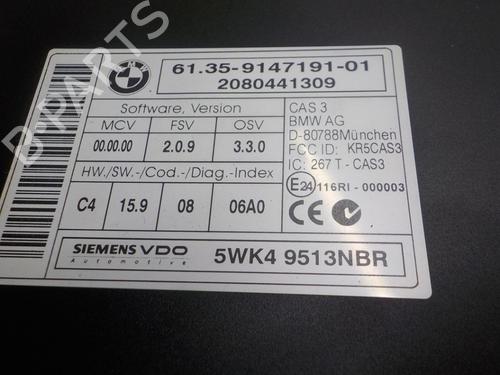 B-PARTS
BMW
61.35-9147191-01
2080441309
Software, Version
MCV FSV OSV
00.00.00 2.0.9 3.3.0
HW./SW.-/Cod.-/Diag.-Index
C4 15.9 08 06A0
CAS 3
BMW AG
D-80788München
FCC ID: KR5CAS3
IC: 267 T - CAS3
E24 116RI - 000003
CE
SIEMENS VDO
Automotive
5WK4 9513NBR